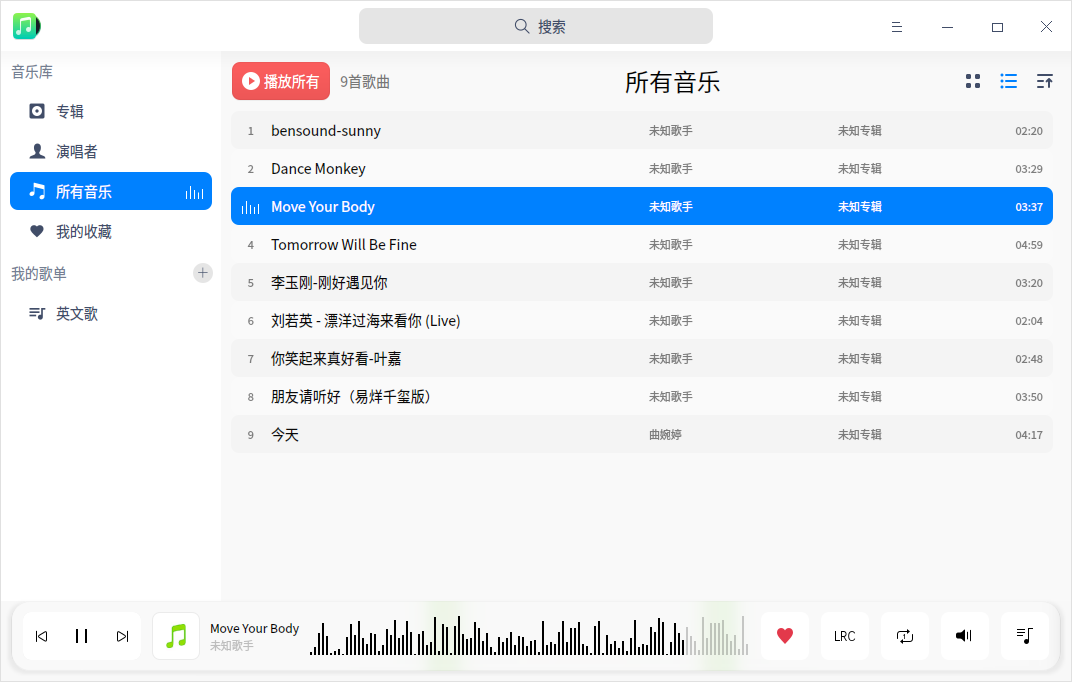 搜索
音乐库
专辑
演唱者
所有音乐
我的收藏
我的歌单
英文歌
播放所有
9首歌曲
所有音乐
1 bensound-sunny 未知歌手 未知专辑 02:20
2 Dance Monkey 未知歌手 未知专辑 03:29
Move Your Body 未知歌手 未知专辑 03:37
4 Tomorrow Will Be Fine 未知歌手 未知专辑 04:59
5 李玉刚-刚好遇见你 未知歌手 未知专辑 03:20
6 刘若英 - 漂洋过海来看你 (Live) 未知歌手 未知专辑 02:04
7 你笑起来真好看-叶嘉 未知歌手 未知专辑 02:48
8 朋友请听好（易烊千玺版） 未知歌手 未知专辑 03:50
9 今天 曲婉婷 未知专辑 04:17
Move Your Body
未知歌手
LRC